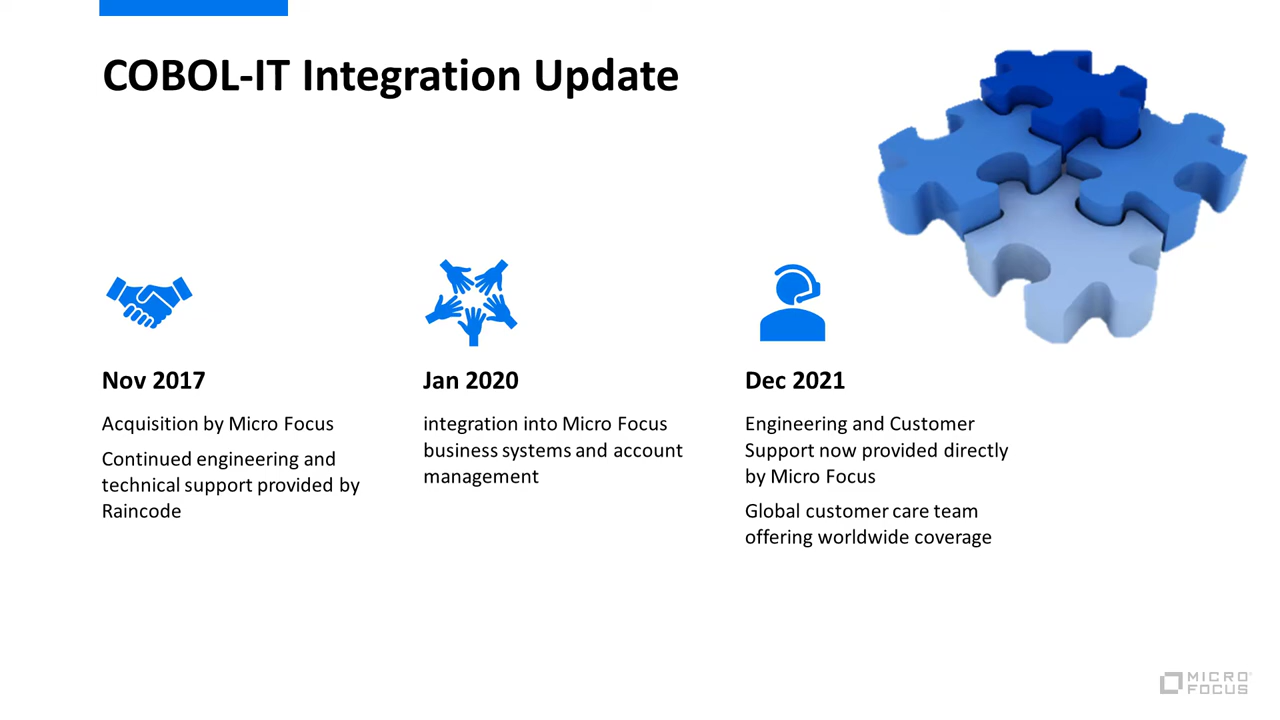 COBOL-IT Integration Update
Nov 2017
Acquisition by Micro Focus
Continued engineering and
technical support provided by
Raincode
Jan 2020
integration into Micro Focus
business systems and account
management
Dec 2021
Engineering and Customer
Support now provided directly
by Micro Focus
Global customer care team
offering worldwide coverage
MICRO
FOCUS